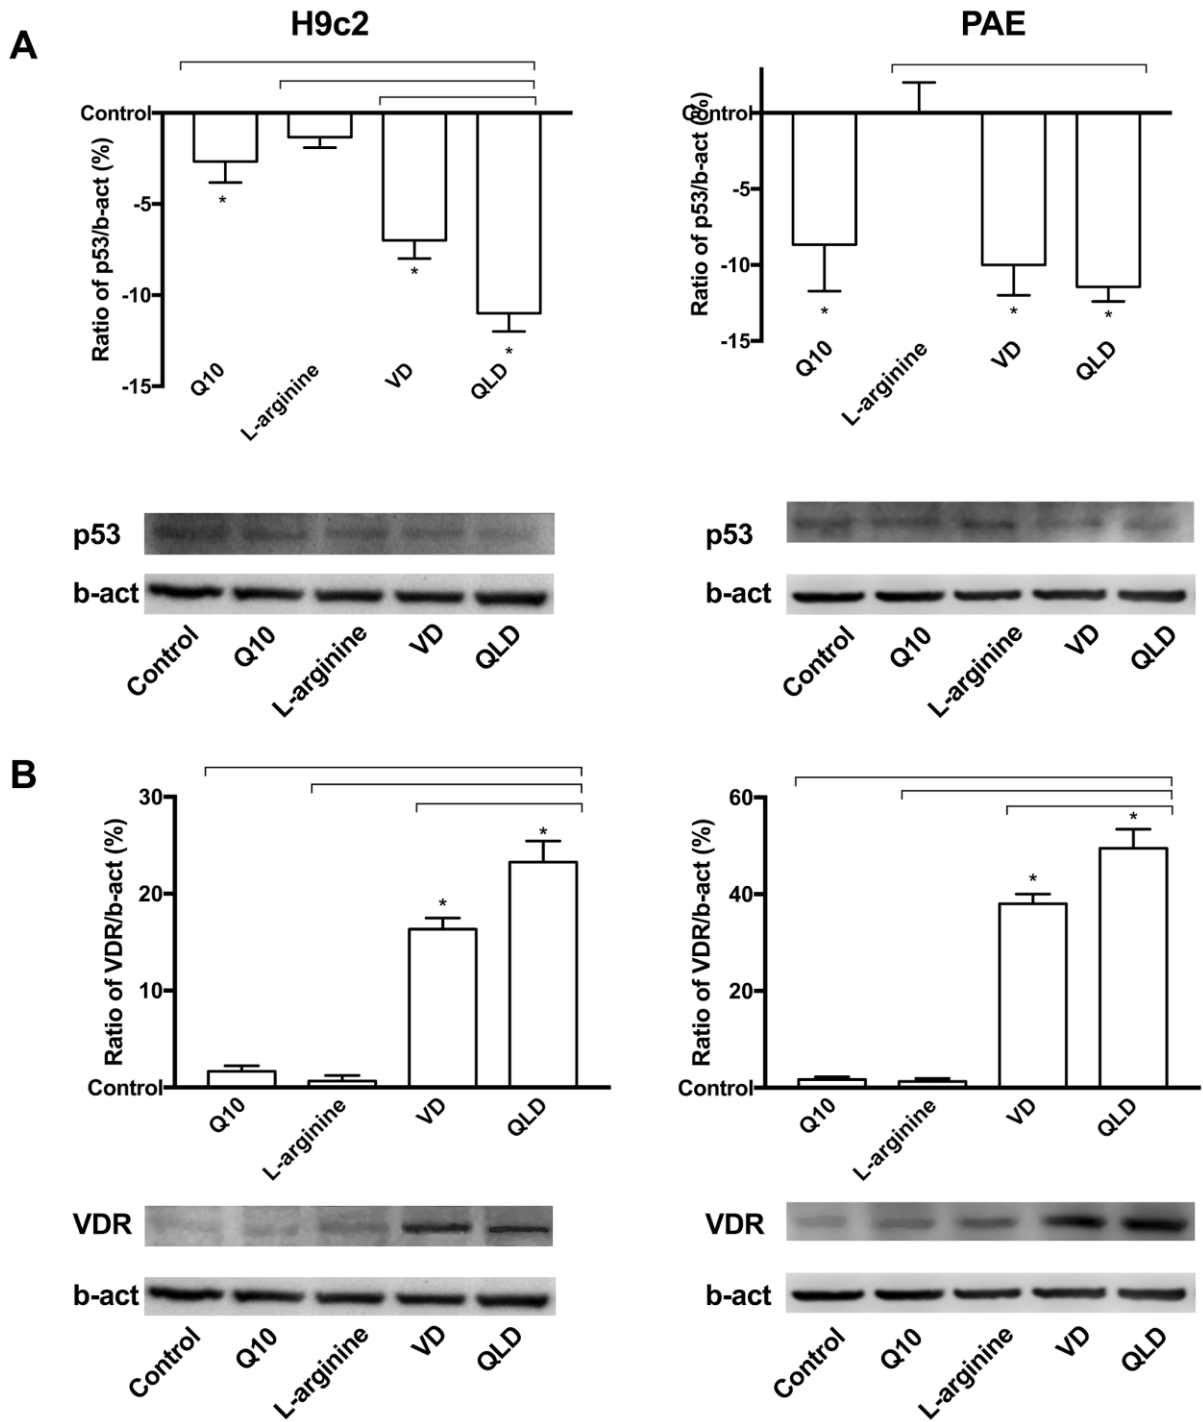 H9c2
PAE
A
Control
-5
-10
-15
Ratio of p53/b-act (%)
*
*
*
Q10
L-arginine
VD
QLD
Control
-5
-10
-15
Ratio of p53/b-act (%)
*
*
*
Q10
L-arginine
VD
QLD
p53
b-act
Control
Q10
L-arginine
VD
QLD
p53
b-act
Control
Q10
L-arginine
VD
QLD
B
30
20
10
Control
Ratio of VDR/b-act (%)
*
*
Q10
L-arginine
VD
QLD
60
40
20
Control
Ratio of VDR/b-act (%)
*
*
Q10
L-arginine
VD
QLD
VDR
b-act
Control
Q10
L-arginine
VD
QLD
VDR
b-act
Control
Q10
L-arginine
VD
QLD